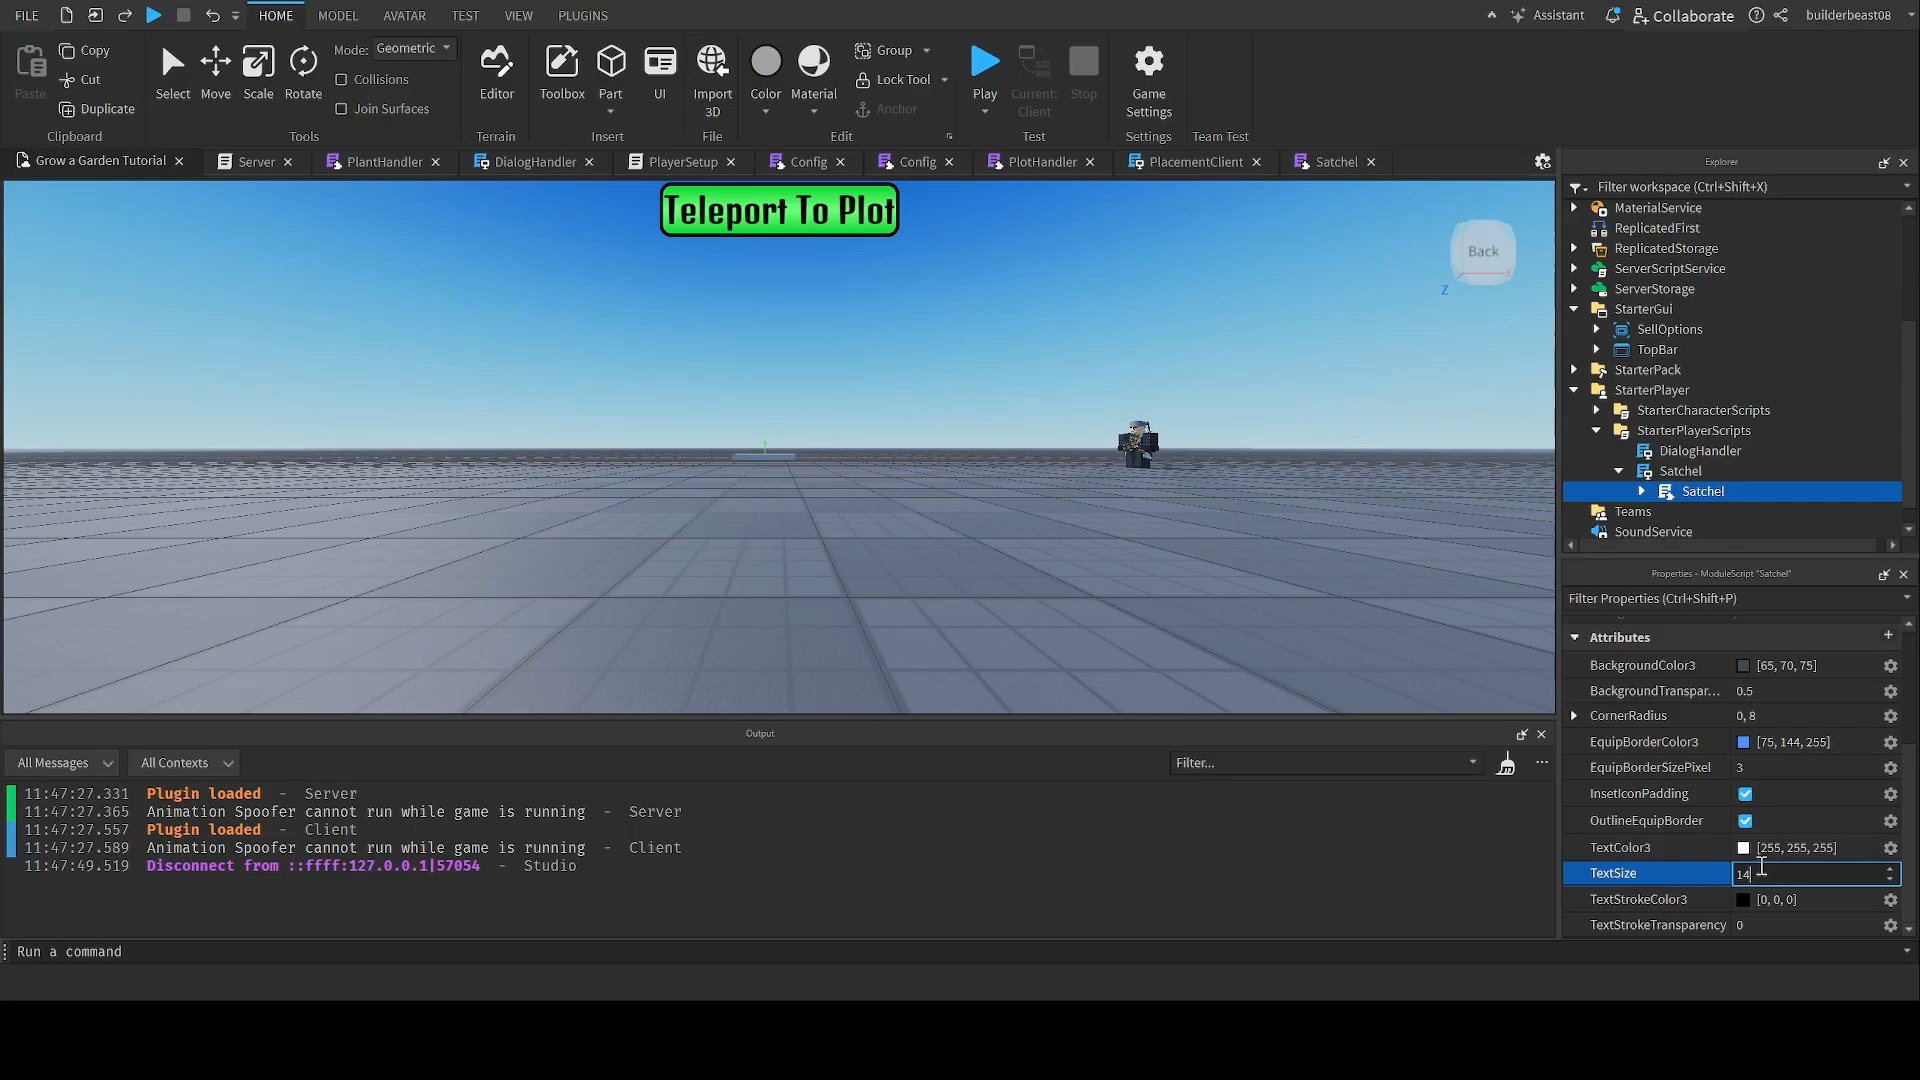 FILE HOME MODEL AVATAR TEST VIEW PLUGINS Assistant Collaborate builderbeast08
Copy
Cut
Duplicate
Paste
Clipboard
Select Move Scale Rotate
Mode: Geometric
Collisions
Join Surfaces
Tools
Editor
Terrain
Toolbox Part UI
Insert
Import
3D
File
Color Material
Group
Lock Tool
Anchor
Edit
Play Current: Stop
Client
Test
Game
Settings
Settings
Team Test
Grow a Garden Tutorial Server PlantHandler DialogHandler PlayerSetup Config Config PlotHandler PlacementClient Satchel
Teleport To Plot
Back
X
Z
Explorer
Filter workspace (Ctrl+Shift+X)
MaterialService
ReplicatedFirst
ReplicatedStorage
ServerScriptService
ServerStorage
StarterGui
SellOptions
TopBar
StarterPack
StarterPlayer
StarterCharacterScripts
StarterPlayerScripts
DialogHandler
Satchel
Satchel
Teams
SoundService
Properties - ModuleScript "Satchel"
Filter Properties (Ctrl+Shift+P)
Attributes
BackgroundColor3 [65, 70, 75]
BackgroundTranspar... 0.5
CornerRadius 0, 8
EquipBorderColor3 [75, 144, 255]
EquipBorderSizePixel 3
InsetIconPadding
OutlineEquipBorder
TextColor3 [255, 255, 255]
TextSize 14
TextStrokeColor3 [0, 0, 0]
TextStrokeTransparency 0
Output
All Messages All Contexts Filter...
11:47:27.331 Plugin loaded - Server
11:47:27.365 Animation Spoofer cannot run while game is running - Server
11:47:27.557 Plugin loaded - Client
11:47:27.589 Animation Spoofer cannot run while game is running - Client
11:47:49.519 Disconnect from ::ffff:127.0.0.1|57054 - Studio
Run a command